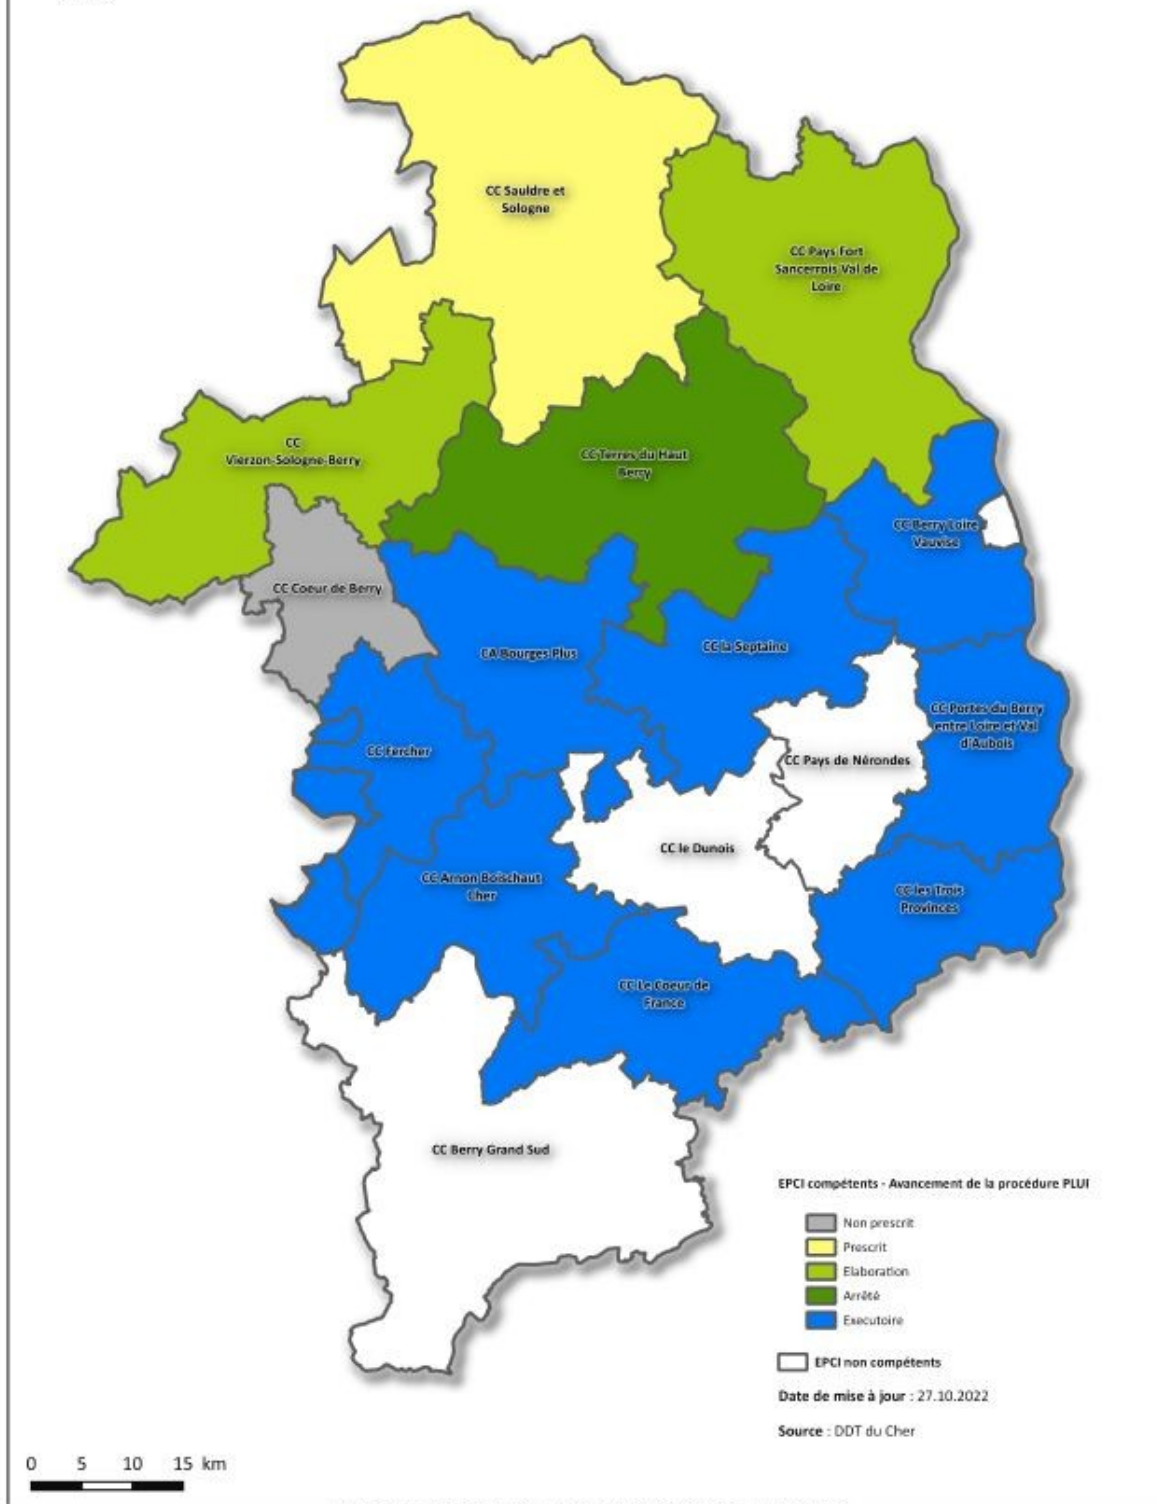 CC Sauldre et
Sologne
CC Pays Fort
Sancerrois Val de
Loire
CC
Vierzon-Sologne-Berry
CC Terres du Haut
Berry
CC Berry Loire
Vauvise
CC Coeur de Berry
CA Bourges Plus
CC la Septaine
CC Portes du Berry
entre Loire et Val
d'Aubois
CC Fercher
CC Pays de Nérondes
CC le Dunois
CC Arnon Boischaut
Cher
CC les Trois
Provinces
CC Le Coeur de
France
CC Berry Grand Sud
EPCI compétents - Avancement de la procédure PLUI
Non prescrit
Prescrit
Elaboration
Arrêté
Executoire
EPCI non compétents
Date de mise à jour : 27.10.2022
Source : DDT du Cher
0 5 10 15 km